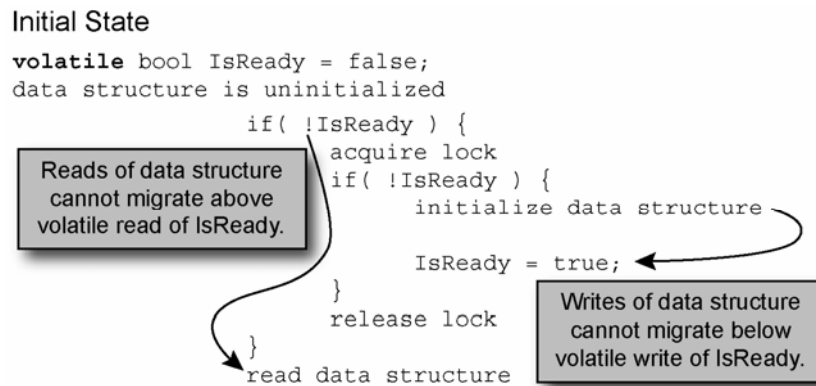 Initial State
volatile bool IsReady = false;
data structure is uninitialized
if( !IsReady ) {
acquire lock
if( !IsReady ) {
initialize data structure
IsReady = true;
}
release lock
}
read data structure
Reads of data structure
cannot migrate above
volatile read of IsReady.
Writes of data structure
cannot migrate below
volatile write of IsReady.